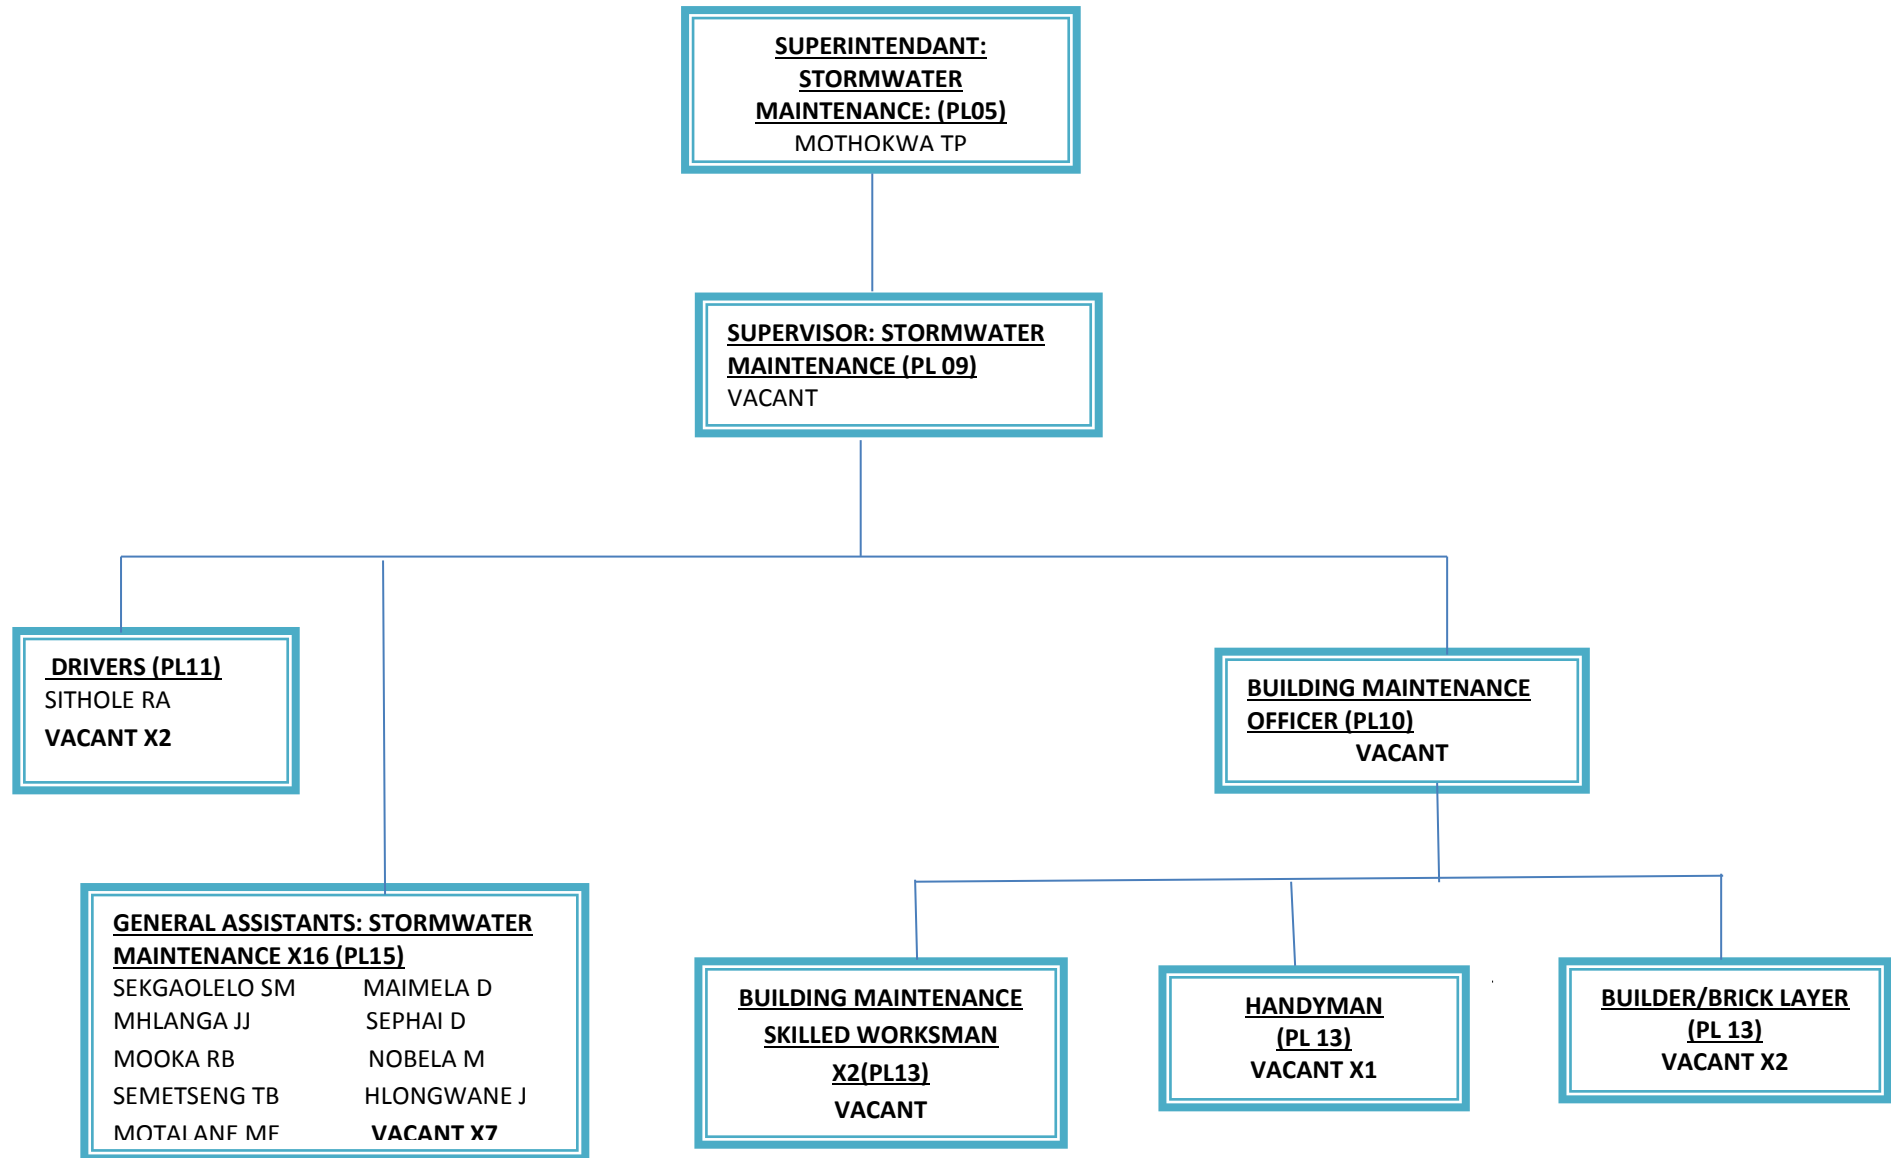 SUPERINTENDANT:
STORMWATER
MAINTENANCE: (PL05)
MOTHOKWA TP
SUPERVISOR: STORMWATER
MAINTENANCE (PL 09)
VACANT
DRIVERS (PL11)
SITHOLE RA
VACANT X2
BUILDING MAINTENANCE
OFFICER (PL10)
VACANT
GENERAL ASSISTANTS: STORMWATER
MAINTENANCE X16 (PL15)
SEKGAOLELO SM MAIMELA D
MHLANGA JJ SEPHAI D
MOOKA RB NOBELA M
SEMETSENG TB HLONGWANE J
MOTALANE VACANT X7
BUILDING MAINTENANCE
SKILLED WORKSMAN
X2(PL13)
VACANT
HANDYMAN
(PL 13)
VACANT X1
BUILDER/BRICK LAYER
(PL 13)
VACANT X2